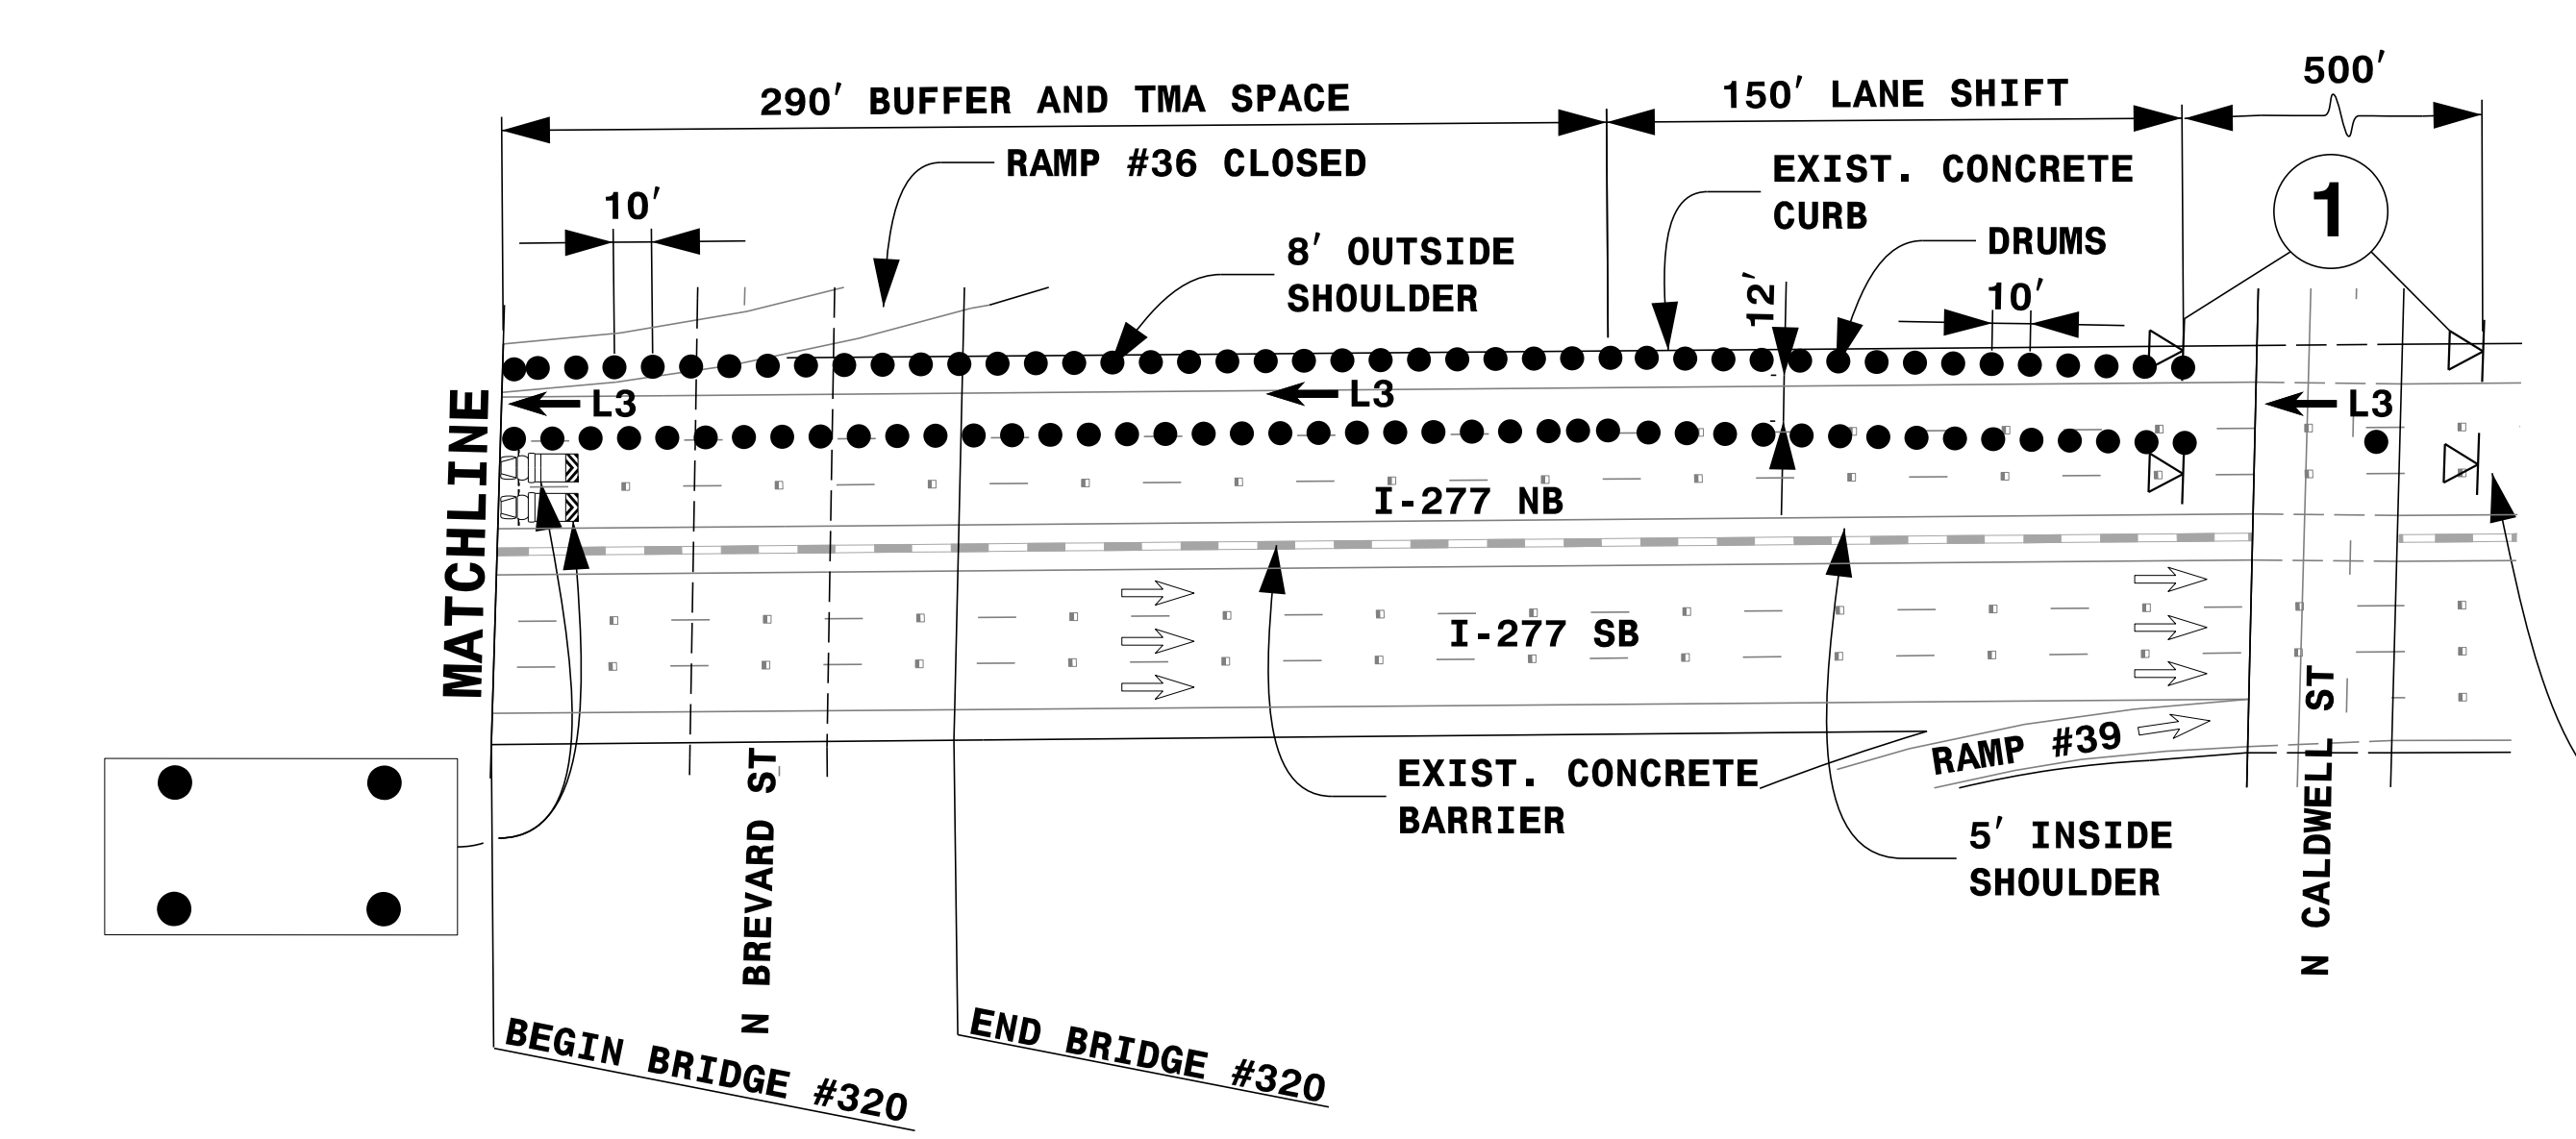 500'
290' BUFFER AND TMA SPACE
150' LANE SHIFT
RAMP #36 CLOSED
EXIST. CONCRETE
CURB
1
10'
8' OUTSIDE
SHOULDER
DRUMS
12'
10'
MATCHLINE
L3
L3
L3
I-277 NB
I-277 SB
RAMP #39
EXIST. CONCRETE
BARRIER
5' INSIDE
SHOULDER
N BREVARD ST
N CALDWELL ST
BEGIN BRIDGE #320
END BRIDGE #320